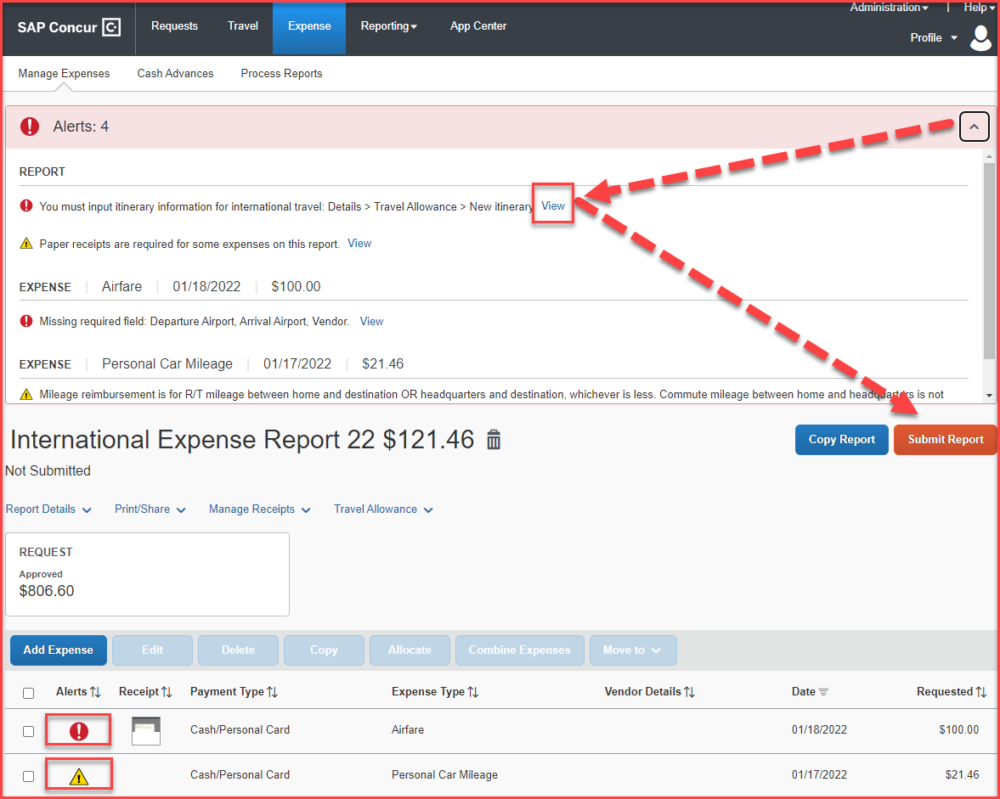 Administration | Help
SAP Concur C Requests Travel Expense Reporting App Center
Profile
Manage Expenses Cash Advances Process Reports
Alerts: 4
REPORT
You must input itinerary information for international travel: Details > Travel Allowance > New itinerary View
Paper receipts are required for some expenses on this report. View
EXPENSE | Airfare | 01/18/2022 | $100.00
Missing required field: Departure Airport, Arrival Airport, Vendor. View
EXPENSE | Personal Car Mileage | 01/17/2022 | $21.46
Mileage reimbursement is for R/T mileage between home and destination OR headquarters and destination, whichever is less. Commute mileage between home and headquarters is not
International Expense Report 22 $121.46
Copy Report Submit Report
Not Submitted
Report Details Print/Share Manage Receipts Travel Allowance
REQUEST
Approved
$806.60
Add Expense Edit Delete Copy Allocate Combine Expenses Move to
Alerts Receipt Payment Type Expense Type Vendor Details Date Requested
Cash/Personal Card Airfare 01/18/2022 $100.00
Cash/Personal Card Personal Car Mileage 01/17/2022 $21.46